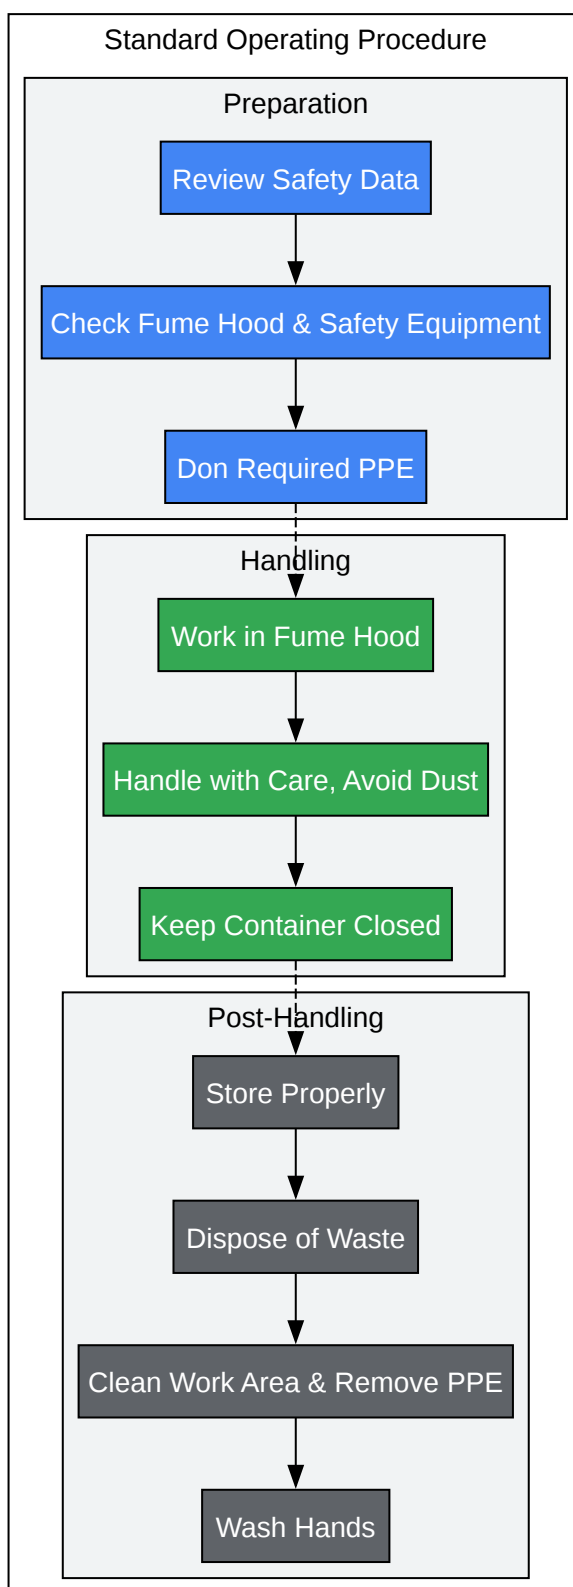 Standard Operating Procedure
Preparation
Review Safety Data
Check Fume Hood & Safety Equipment
Don Required PPE
Handling
Work in Fume Hood
Handle with Care, Avoid Dust
Keep Container Closed
Post-Handling
Store Properly
Dispose of Waste
Clean Work Area & Remove PPE
Wash Hands